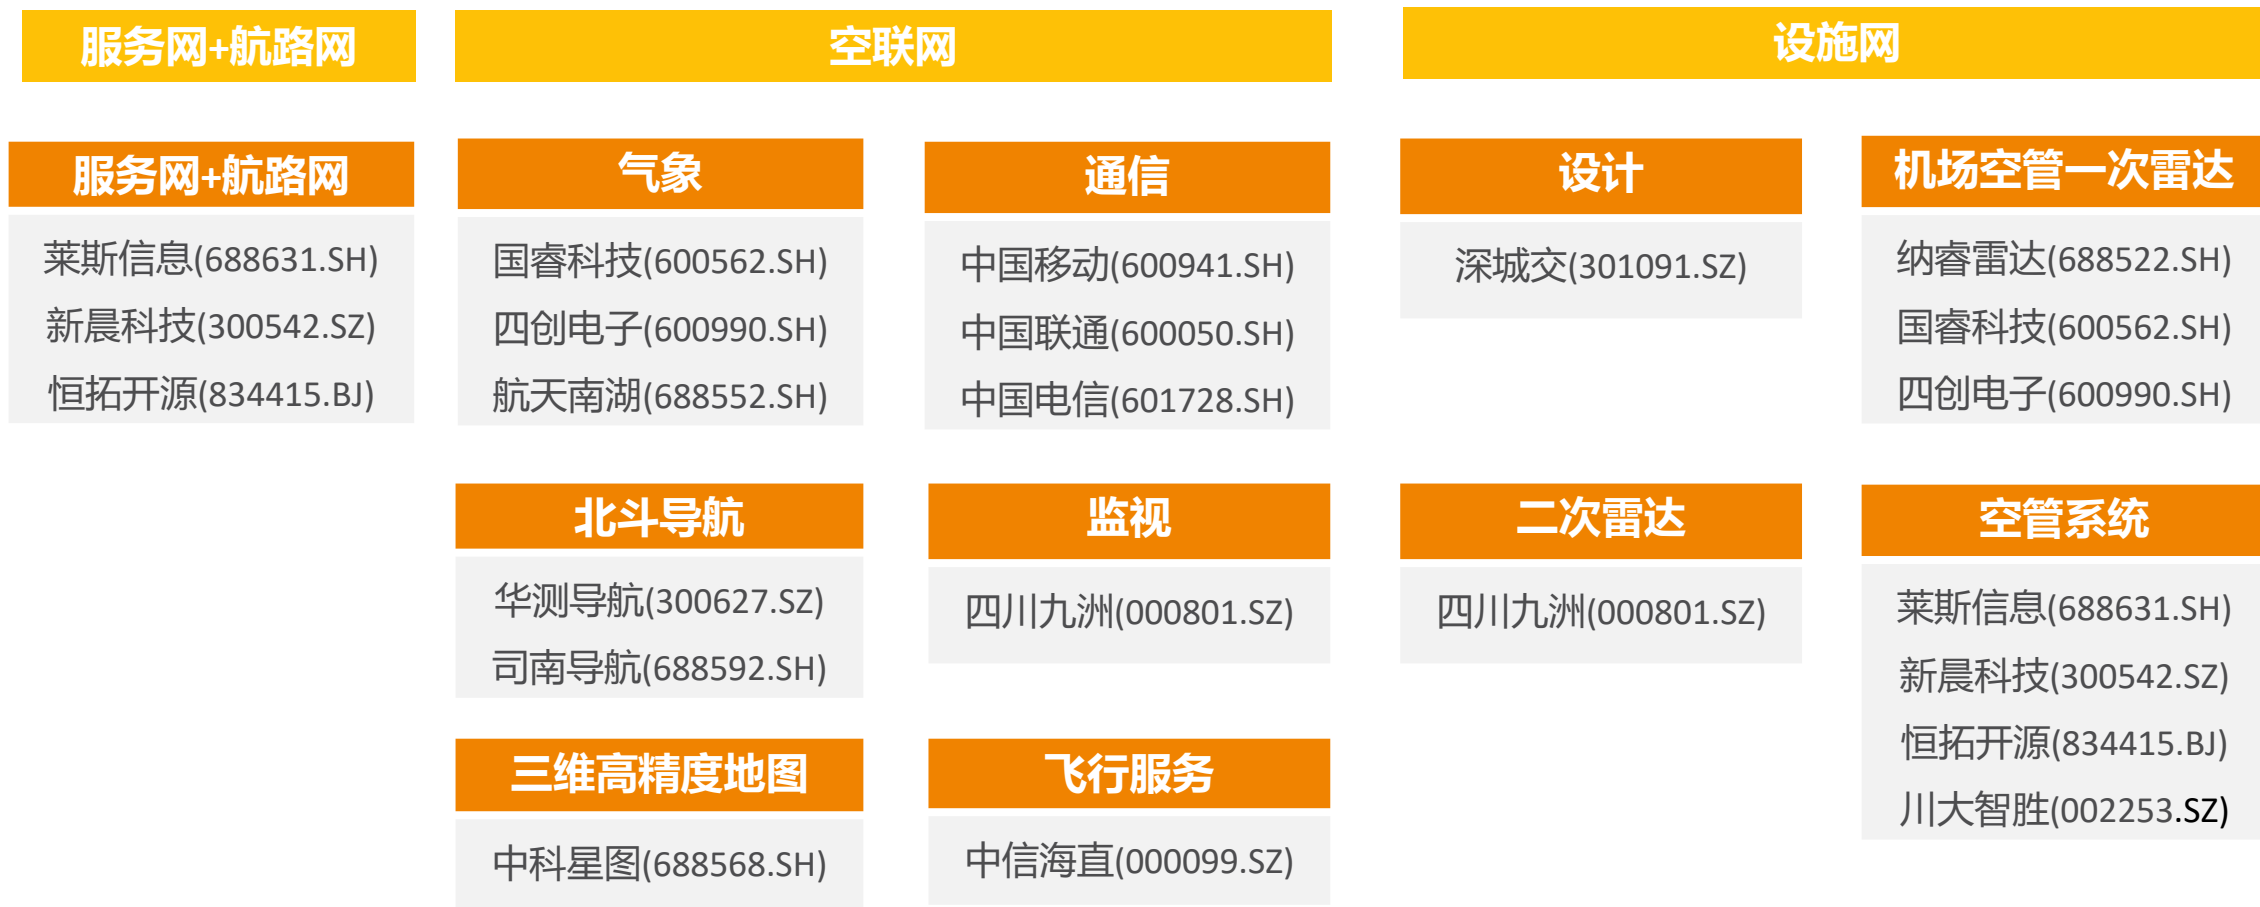 服务网+航路网
空联网
设施网
服务网+航路网
莱斯信息(688631.SH)
新晨科技(300542.SZ)
恒拓开源(834415.BJ)
气象
国睿科技(600562.SH)
四创电子(600990.SH)
航天南湖(688552.SH)
通信
中国移动(600941.SH)
中国联通(600050.SH)
中国电信(601728.SH)
设计
深城交(301091.SZ)
机场空管一次雷达
纳睿雷达(688522.SH)
国睿科技(600562.SH)
四创电子(600990.SH)
北斗导航
华测导航(300627.SZ)
司南导航(688592.SH)
监视
四川九洲(000801.SZ)
二次雷达
四川九洲(000801.SZ)
空管系统
莱斯信息(688631.SH)
新晨科技(300542.SZ)
恒拓开源(834415.BJ)
川大智胜(002253.SZ)
三维高精度地图
中科星图(688568.SH)
飞行服务
中信海直(000099.SZ)